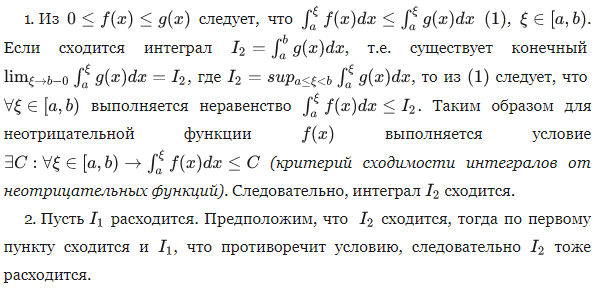 1. Из 0 ≤ f(x) ≤ g(x) следует, что ∫_a^ξ f(x)dx ≤ ∫_a^ξ g(x)dx (1), ξ ∈ [a, b).
Если сходится интеграл I₂ = ∫_a^b g(x)dx, т.е. существует конечный
lim_{ξ→b−0} ∫_a^ξ g(x)dx = I₂, где I₂ = sup_{a≤ξ<b} ∫_a^ξ g(x)dx, то из (1) следует, что
∀ξ ∈ [a, b) выполняется неравенство ∫_a^ξ f(x)dx ≤ I₂. Таким образом для
неотрицательной функции f(x) выполняется условие
∃C : ∀ξ ∈ [a, b) → ∫_a^ξ f(x)dx ≤ C (критерий сходимости интегралов от
неотрицательных функций). Следовательно, интеграл I₂ сходится.
2. Пусть I₁ расходится. Предположим, что I₂ сходится, тогда по первому
пункту сходится и I₁, что противоречит условию, следовательно I₂ тоже
расходится.